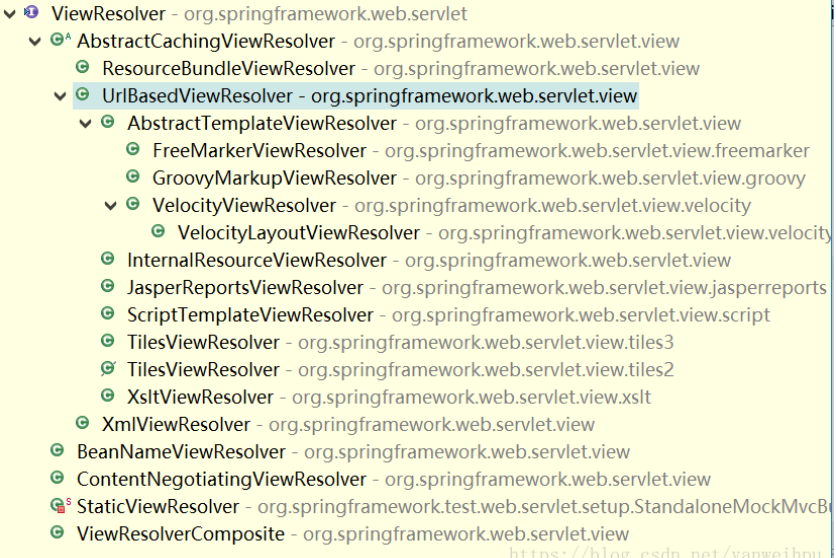 ViewResolver - org.springframework.web.servlet
AbstractCachingViewResolver - org.springframework.web.servlet.view
ResourceBundleViewResolver - org.springframework.web.servlet.view
UrlBasedViewResolver - org.springframework.web.servlet.view
AbstractTemplateViewResolver - org.springframework.web.servlet.view
FreeMarkerViewResolver - org.springframework.web.servlet.view.freemarker
GroovyMarkupViewResolver - org.springframework.web.servlet.view.groovy
VelocityViewResolver - org.springframework.web.servlet.view.velocity
VelocityLayoutViewResolver - org.springframework.web.servlet.view.velocity
InternalResourceViewResolver - org.springframework.web.servlet.view
JasperReportsViewResolver - org.springframework.web.servlet.view.jasperreports
ScriptTemplateViewResolver - org.springframework.web.servlet.view.script
TilesViewResolver - org.springframework.web.servlet.view.tiles3
TilesViewResolver - org.springframework.web.servlet.view.tiles2
XsltViewResolver - org.springframework.web.servlet.view.xslt
XmlViewResolver - org.springframework.web.servlet.view
BeanNameViewResolver - org.springframework.web.servlet.view
ContentNegotiatingViewResolver - org.springframework.web.servlet.view
StaticViewResolver - org.springframework.test.web.servlet.setup.StandaloneMockMvcBu
ViewResolverComposite - org.springframework.web.servlet.view
https://blog.csdn.net/yanweihpu